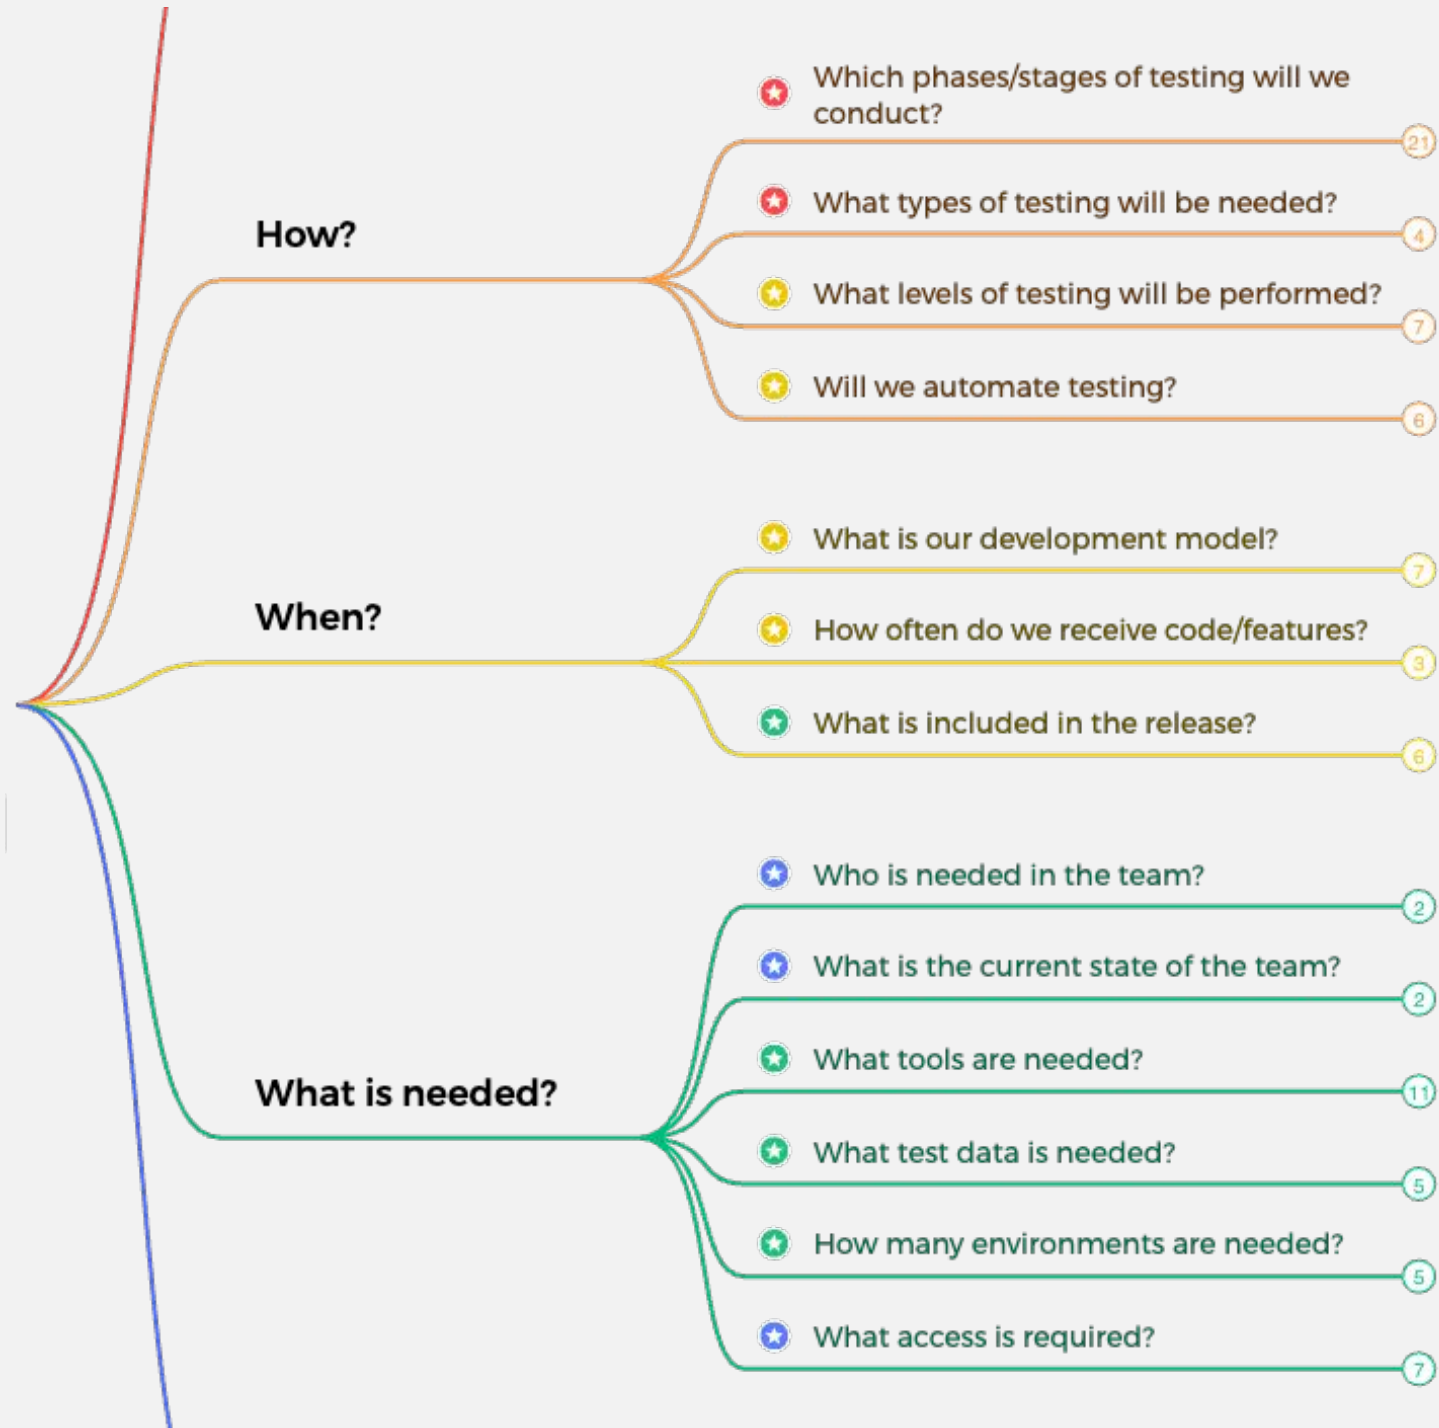 Which phases/stages of testing will we
conduct?
21
How?
What types of testing will be needed?
4
What levels of testing will be performed?
7
Will we automate testing?
6
When?
What is our development model?
7
How often do we receive code/features?
3
What is included in the release?
6
What is needed?
Who is needed in the team?
2
What is the current state of the team?
2
What tools are needed?
11
What test data is needed?
5
How many environments are needed?
5
What access is required?
7